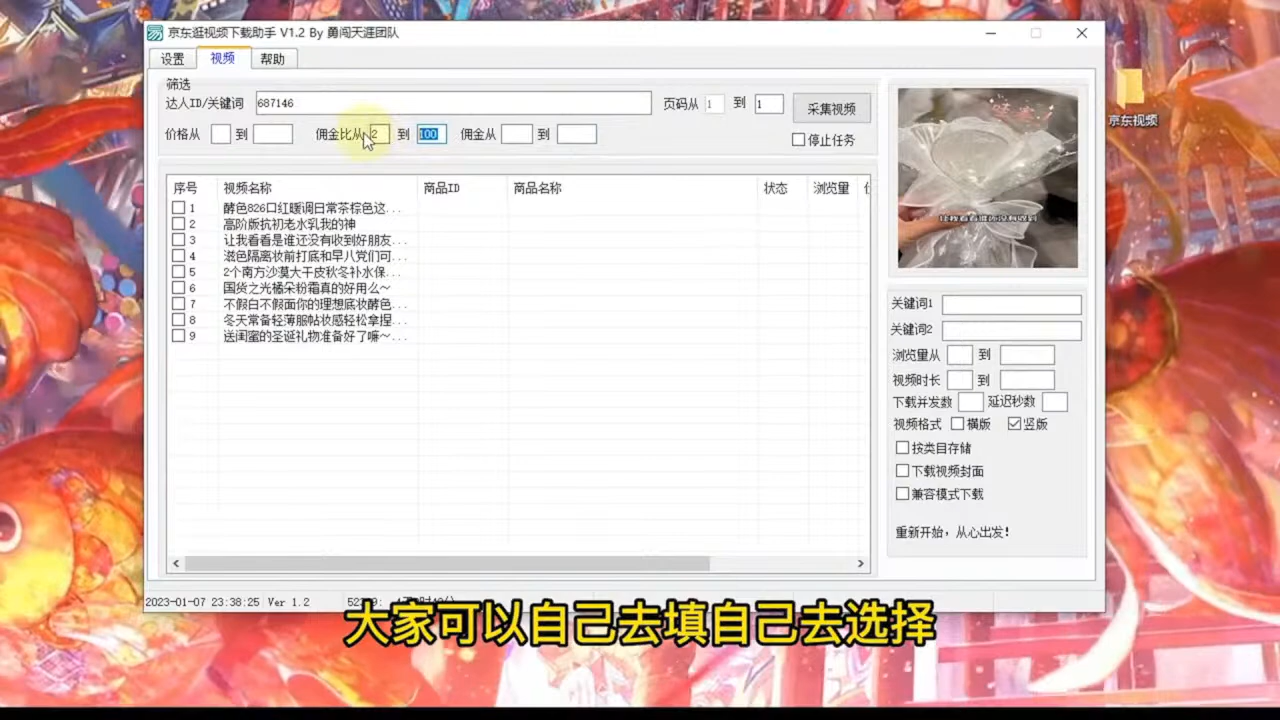 京东逛视频下载助手 V1.2 By 勇闯天涯团队
设置 视频 帮助
筛选
达人ID/关键词 687146 页码从 1 到 1 采集视频
价格从 到 佣金比从 2 到 100 佣金从 到 停止任务
序号 视频名称 商品ID 商品名称 状态 浏览量
1 酵色826口红暖调日常茶棕色这...
2 高阶版抗初老水乳我的神
3 让我看看是谁还没有收到好朋友...
4 滋色隔离妆前打底和早八党们可...
5 2个南方沙漠大干皮秋冬补水保...
6 国货之光橘朵粉霜真的好用么~
7 不假白不假面你的理想底妆酵色...
8 冬天常备轻薄服帖妆感轻松拿捏...
9 送闺蜜的圣诞礼物准备好了嘛~...
让我看看谁还没有收到
关键词1
关键词2
浏览量从 到
视频时长 到
下载并发数 延迟秒数
视频格式 横版 竖版
按类目存储
下载视频封面
兼容模式下载
重新开始，从心出发!
京东视频
2023-01-07 23:38:25 Ver 1.2
大家可以自己去填自己去选择